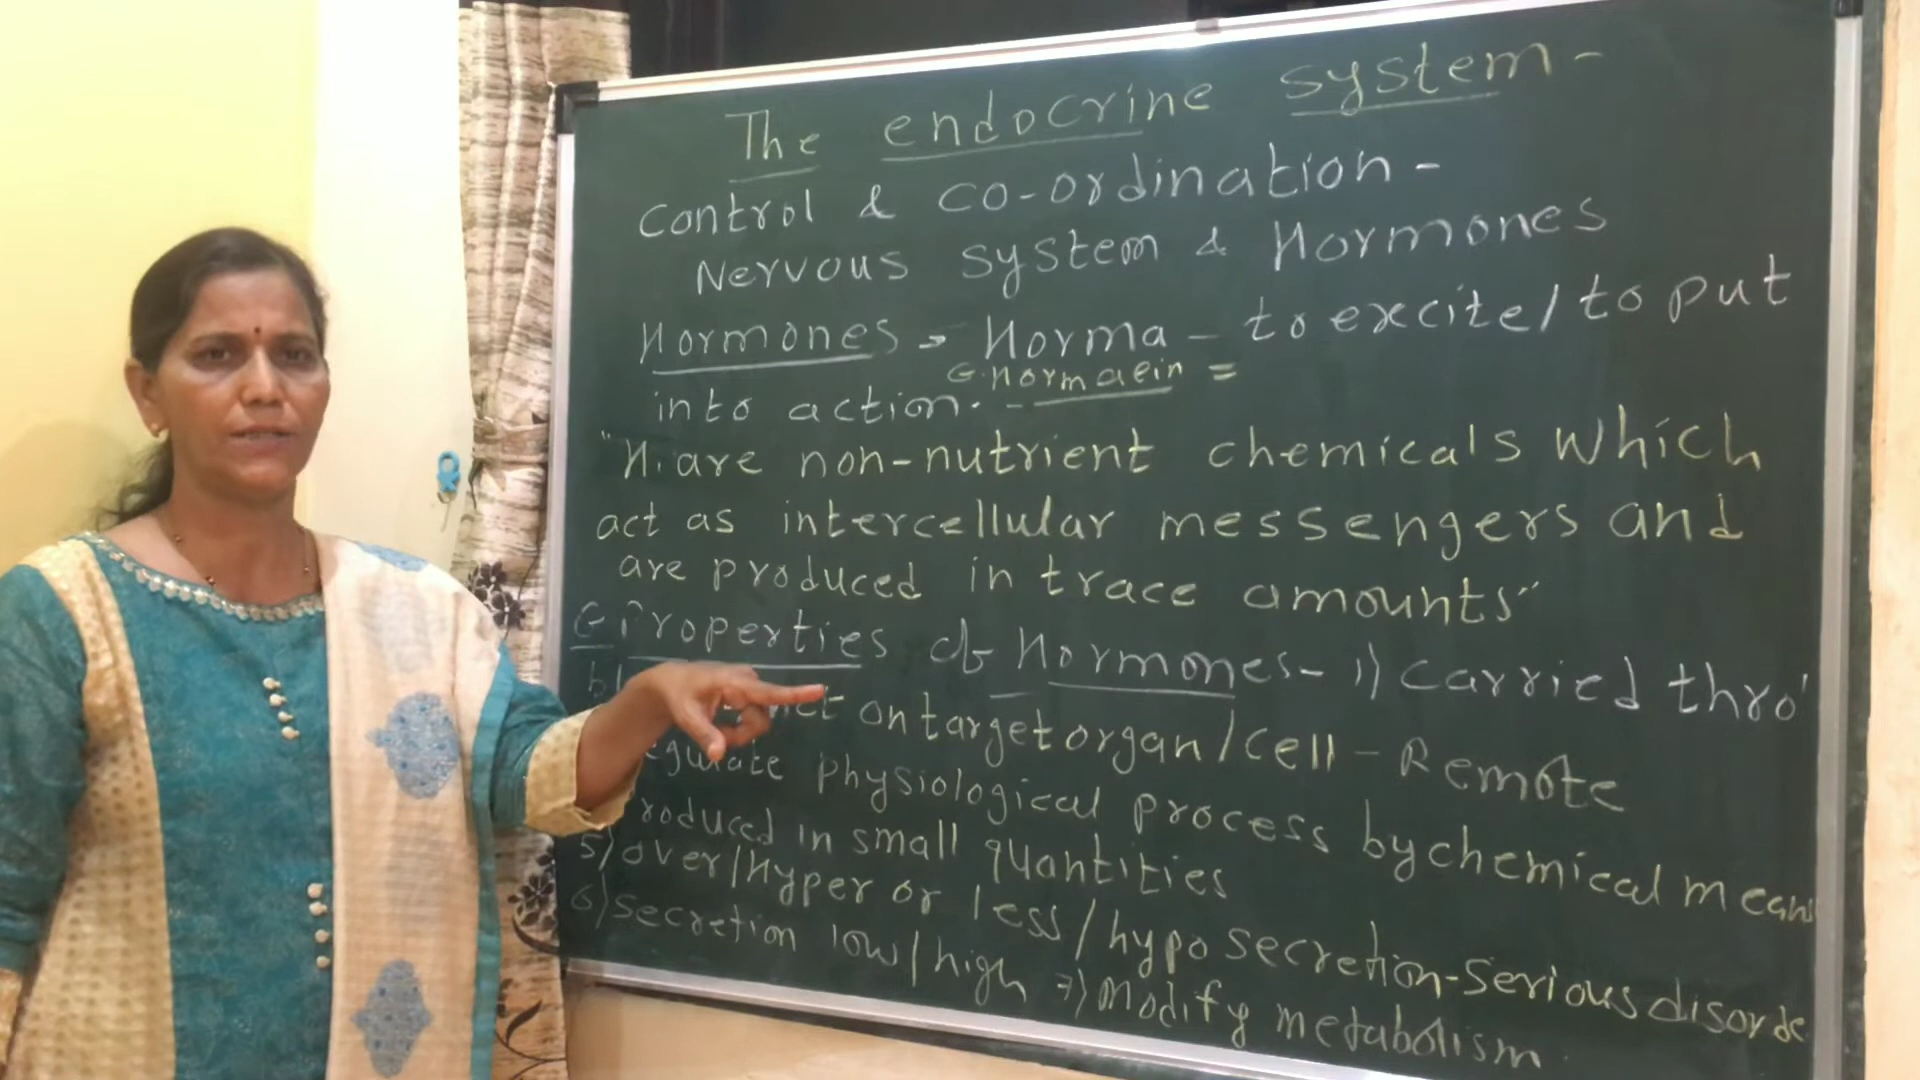 The endocrine system-
control & co-ordination-
Nervous system & Hormones
Hormones - Horma - to excite/to put
G.Hormaein =
into action. -
"H. are non-nutrient chemicals which
act as intercellular messengers and
are produced in trace amounts"
G Properties of Hormones- 1) carried thro'
on target organ/cell - Remote
physiological process by chemical means
in small quantities
5) over/Hyper or less/hypo secretion-serious disorde
6) secretion low/high 7) Modify metabolism.